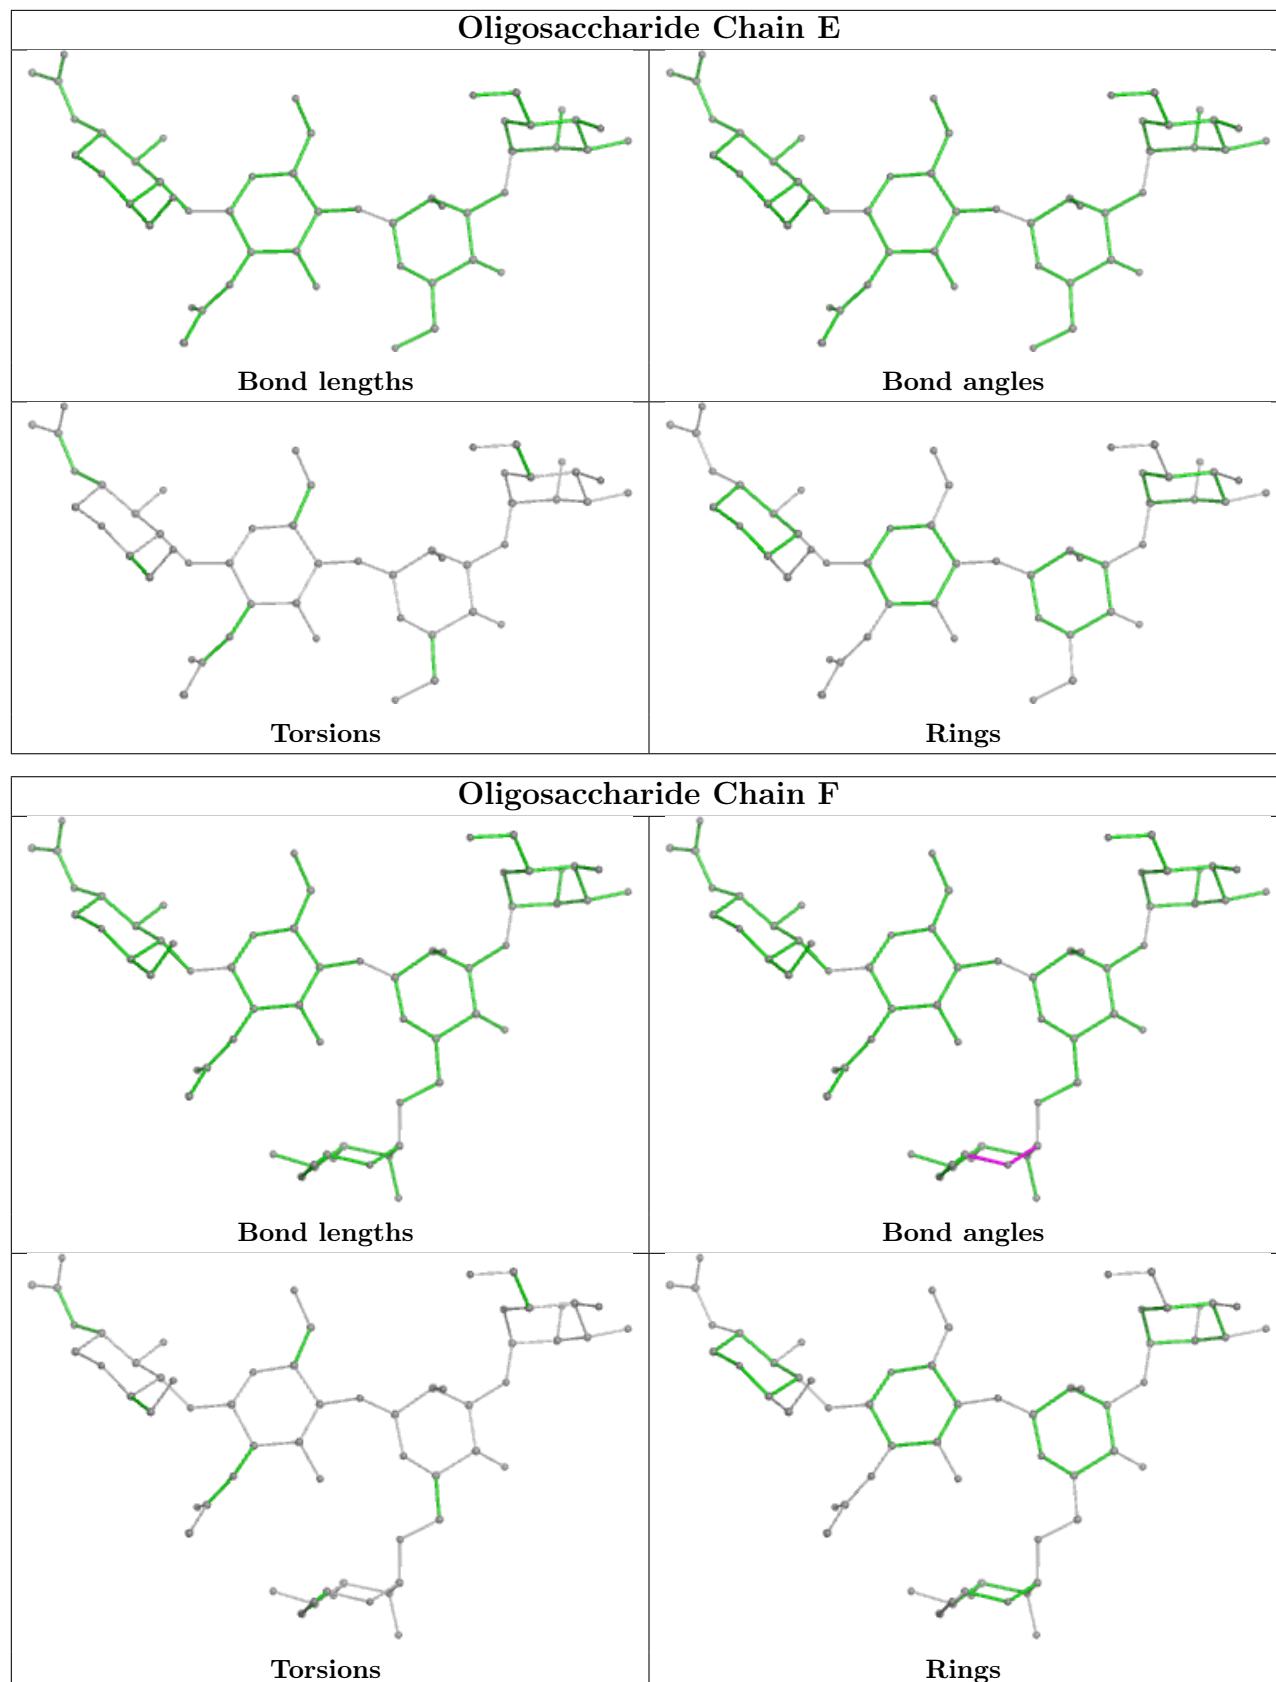 Oligosaccharide Chain E
Bond lengths
Bond angles
Torsions
Rings
Oligosaccharide Chain F
Bond lengths
Bond angles
Torsions
Rings